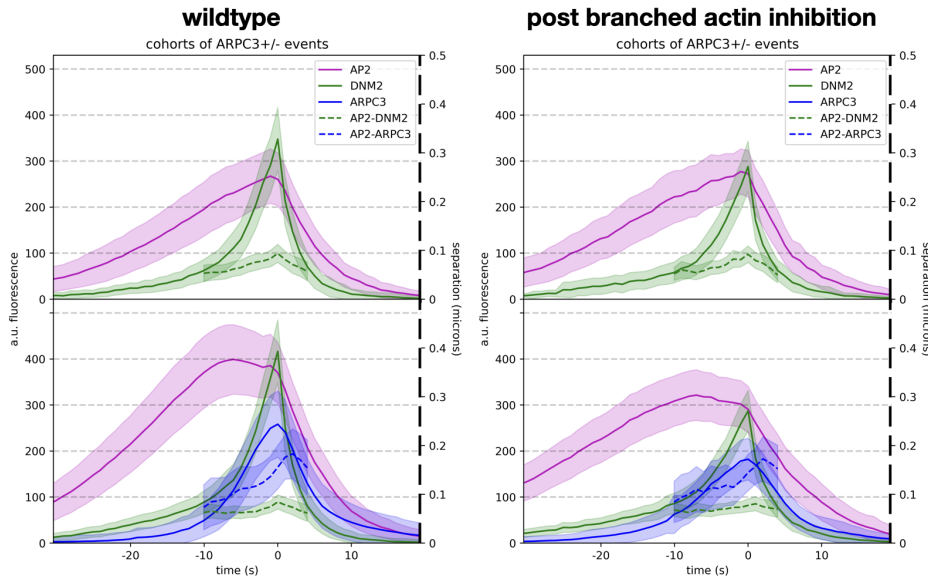 wildtype
post branched actin inhibition
cohorts of ARPC3+/- events
500
400
300
200
100
0
0.5
0.4
0.3
0.2
0.1
0
AP2
DNM2
ARPC3
AP2-DNM2
AP2-ARPC3
a.u. fluorescence
separation (microns)
400
300
200
100
0
0.4
0.3
0.2
0.1
0
-20
-10
0
10
time (s)
cohorts of ARPC3+/- events
500
400
300
200
100
0
0.5
0.4
0.3
0.2
0.1
0
AP2
DNM2
ARPC3
AP2-DNM2
AP2-ARPC3
a.u. fluorescence
separation (microns)
400
300
200
100
0
0.4
0.3
0.2
0.1
0
-20
-10
0
10
time (s)